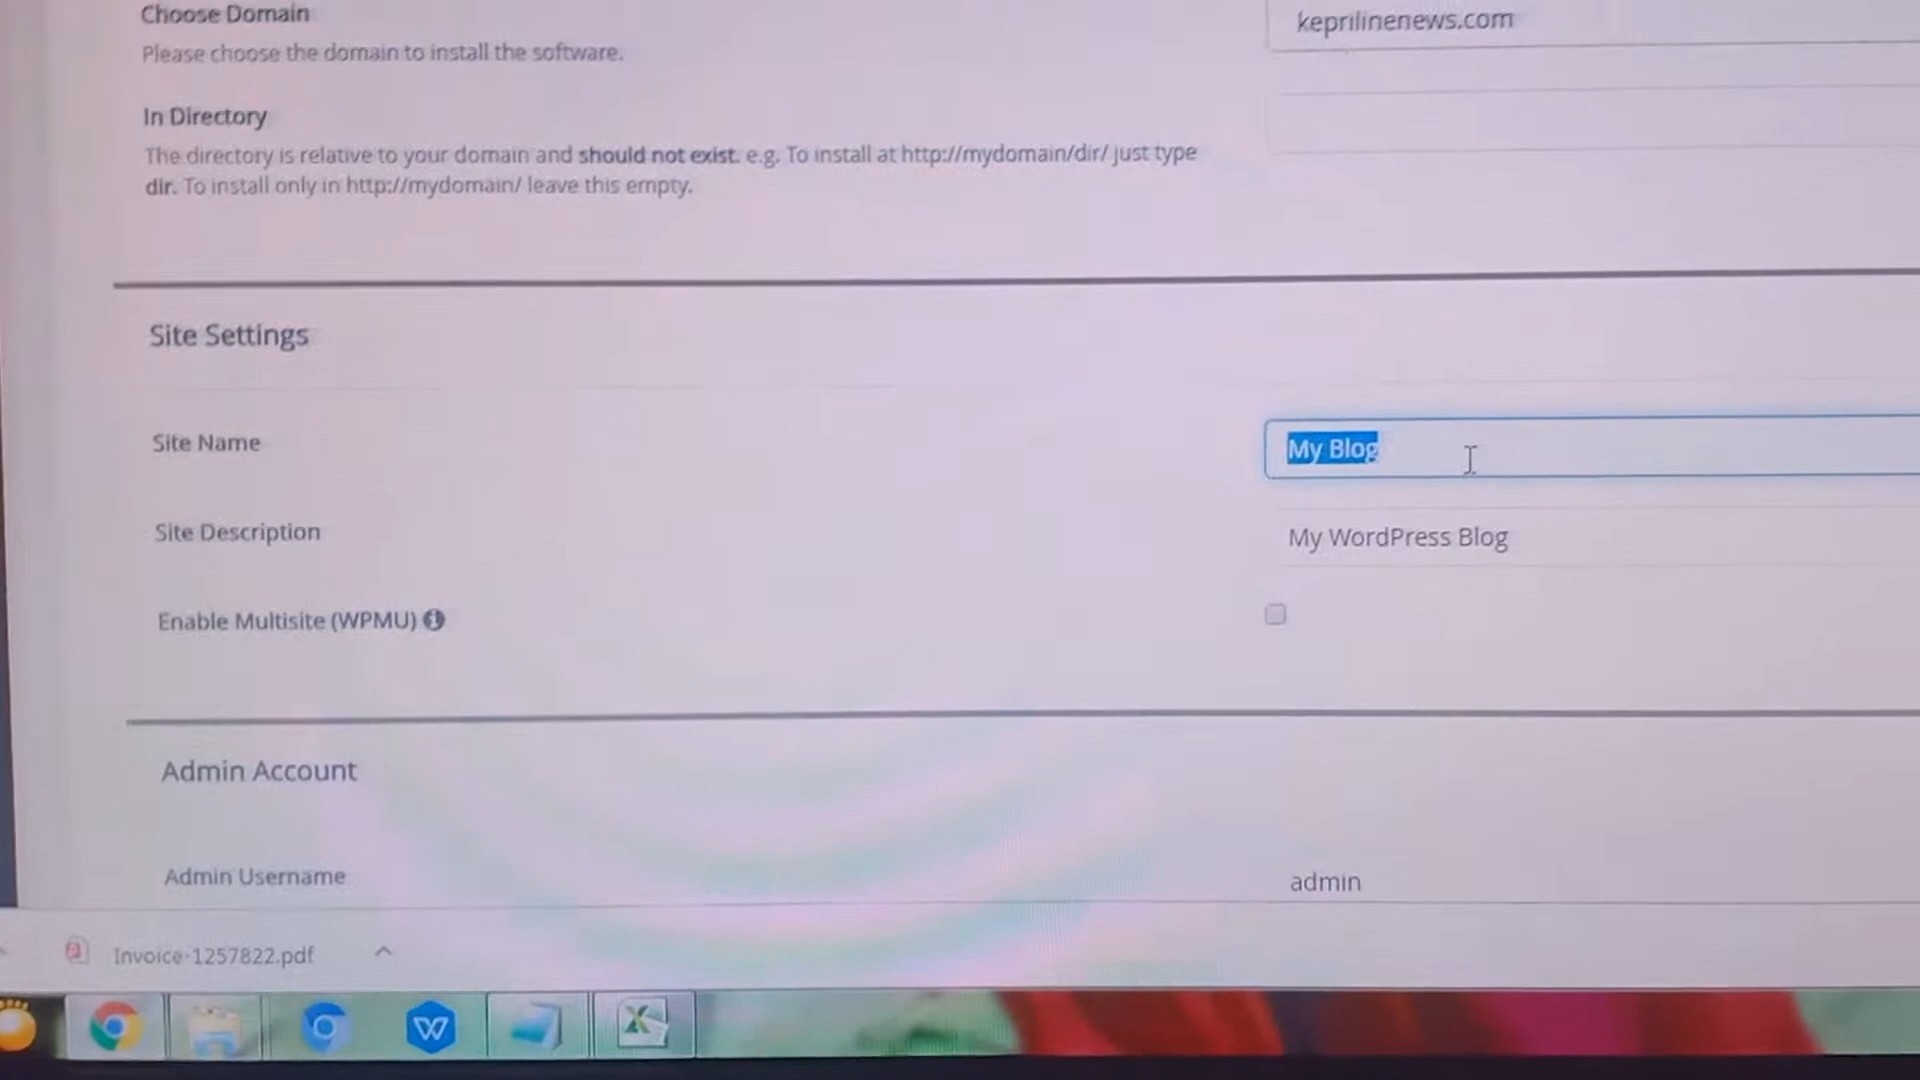 Choose Domain
keprilinenews.com
Please choose the domain to install the software.
In Directory
The directory is relative to your domain and should not exist. e.g. To install at http://mydomain/dir/ just type
dir. To install only in http://mydomain/ leave this empty.
Site Settings
Site Name
My Blog
Site Description
My WordPress Blog
Enable Multisite (WPMU)
Admin Account
Admin Username
admin
Invoice-1257822.pdf